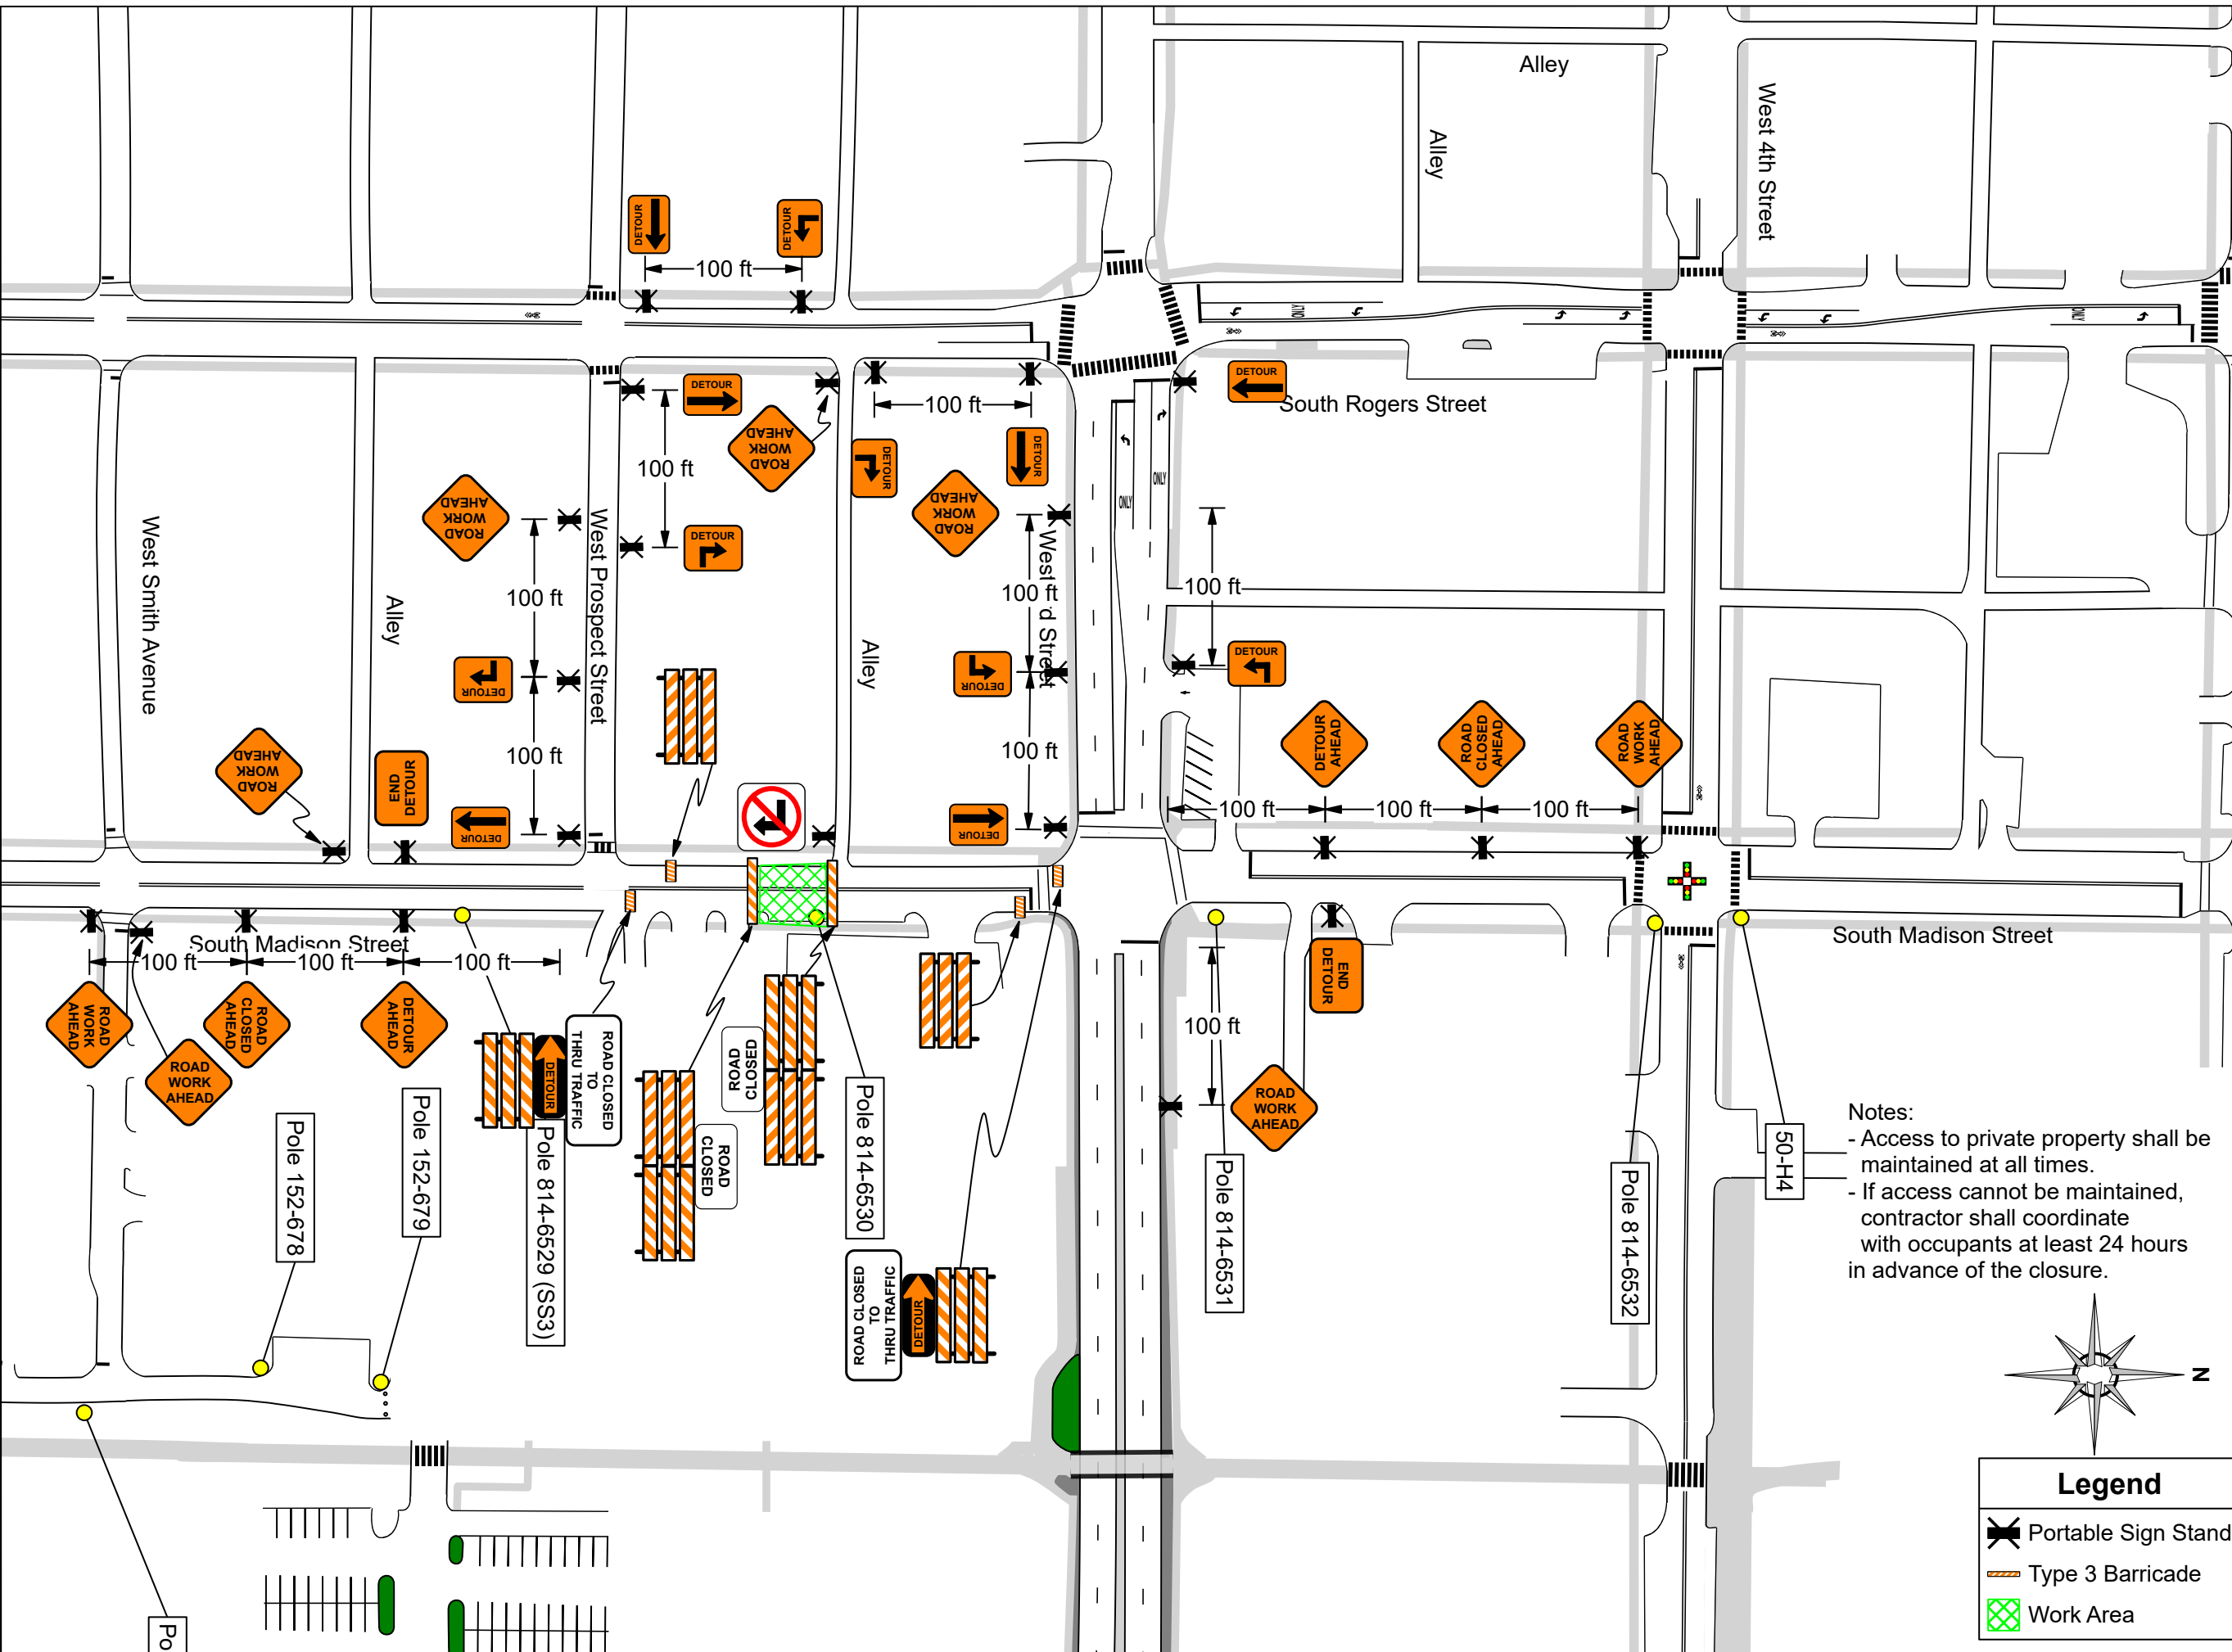 Alley
Alley
West 4th Street
DETOUR
DETOUR
100 ft
ONLY
ONLY
DETOUR
DETOUR
South Rogers Street
ROAD
WORK
AHEAD
100 ft
100 ft
DETOUR
DETOUR
ONLY
ONLY
ROAD
WORK
AHEAD
ROAD
WORK
AHEAD
West Smith Avenue
West Prospect Street
DETOUR
West
d Street
Alley
100 ft
100 ft
100 ft
Alley
DETOUR
DETOUR
DETOUR
DETOUR
AHEAD
ROAD
CLOSED
AHEAD
ROAD
WORK
AHEAD
ROAD
WORK
AHEAD
END
DETOUR
100 ft
100 ft
DETOUR
DETOUR
100 ft
100 ft
100 ft
South Madison Street
South Madison Street
100 ft
100 ft
100 ft
END
DETOUR
ROAD
WORK
AHEAD
ROAD
CLOSED
AHEAD
DETOUR
AHEAD
100 ft
ROAD
WORK
AHEAD
DETOUR
ROAD CLOSED
TO
THRU TRAFFIC
ROAD
CLOSED
ROAD
CLOSED
ROAD
WORK
AHEAD
Pole 152-678
Pole 152-679
Pole 814-6529 (SS3)
Pole 814-6530
Pole 814-6531
Pole 814-6532
50-H4
ROAD CLOSED
TO
THRU TRAFFIC
DETOUR
Notes:
- Access to private property shall be
maintained at all times.
- If access cannot be maintained,
contractor shall coordinate
with occupants at least 24 hours
in advance of the closure.
N
Legend
Portable Sign Stand
Type 3 Barricade
Work Area
Po